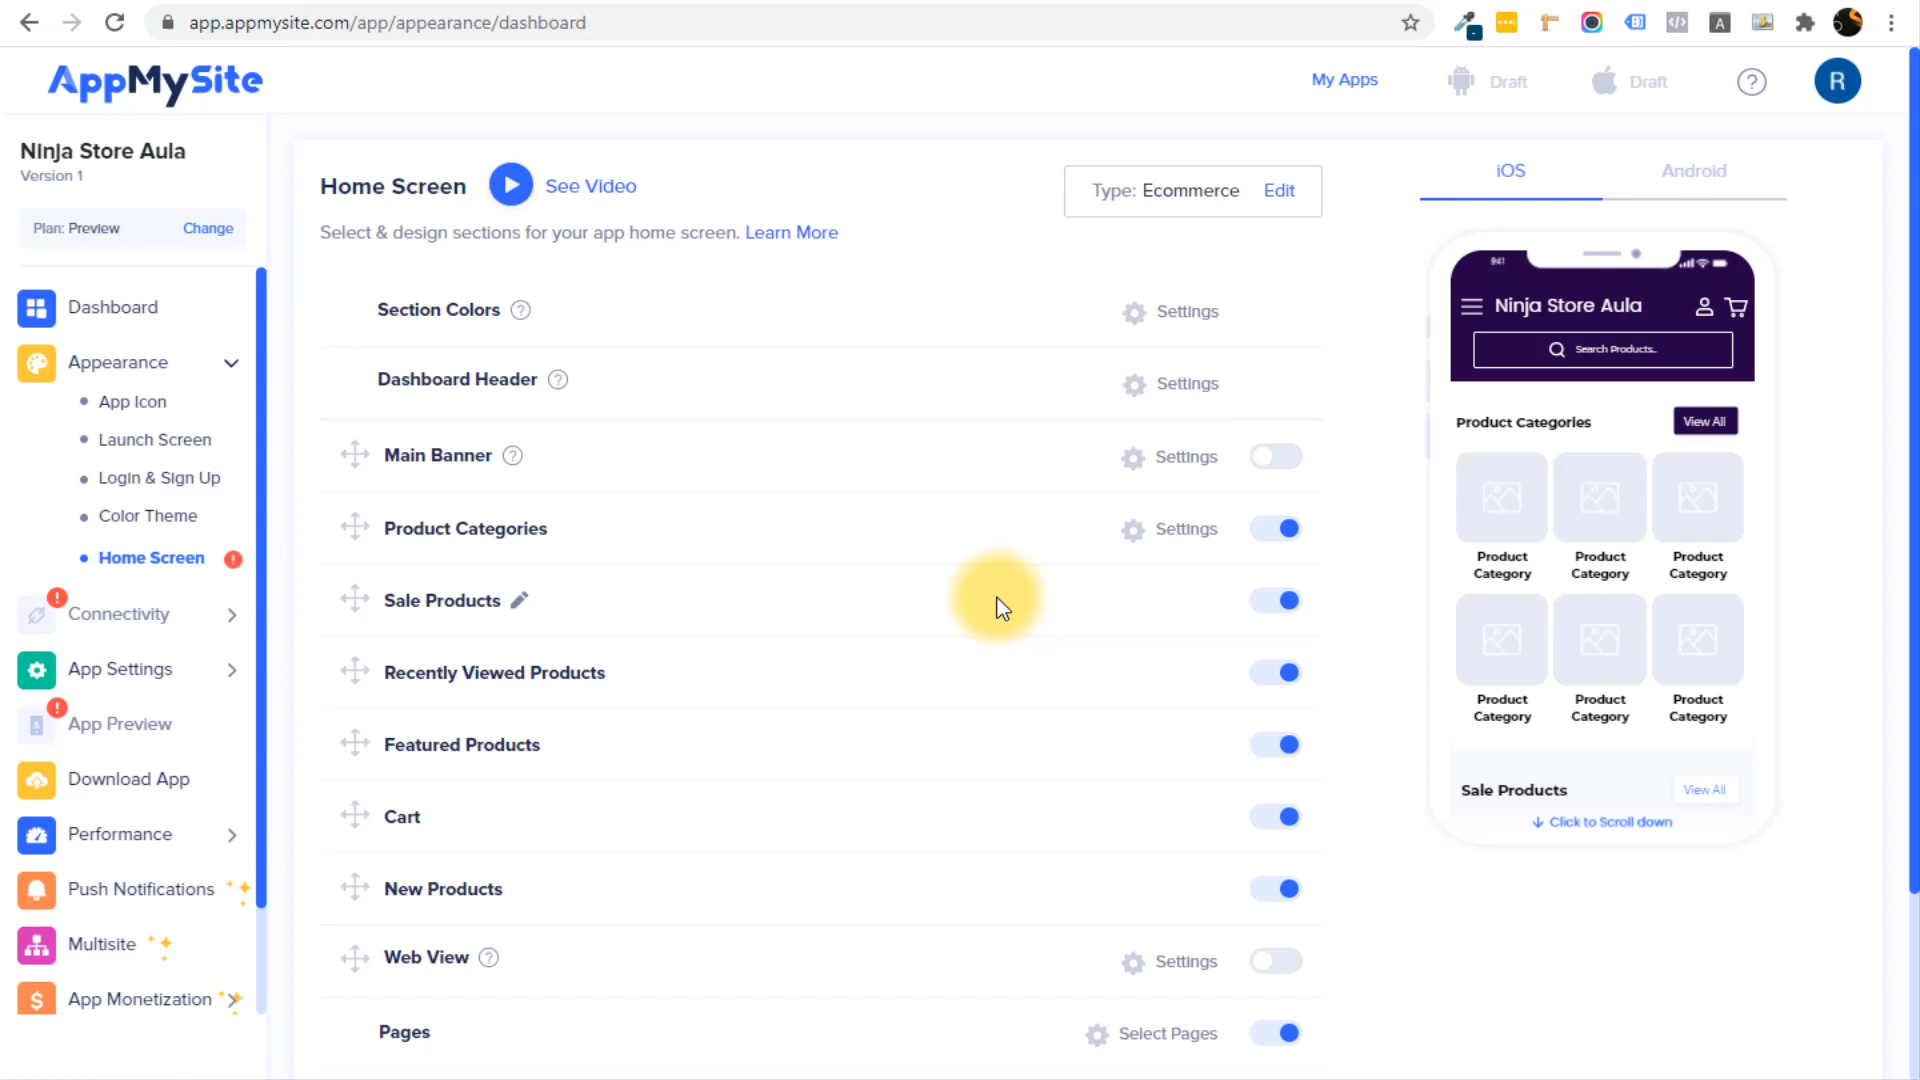 app.appmysite.com/app/appearance/dashboard
A
AppMySite
My Apps
Draft
Draft
?
R
Ninja Store Aula
Version 1
Plan: Preview
Change
Dashboard
Appearance
App Icon
Launch Screen
Login & Sign Up
Color Theme
Home Screen
!
!
Connectivity
App Settings
!
App Preview
Download App
Performance
Push Notifications
Multisite
$
App Monetization
Home Screen
See Video
Type: Ecommerce
Edit
Select & design sections for your app home screen. Learn More
Section Colors ?
Settings
Dashboard Header ?
Settings
Main Banner ?
Settings
Product Categories
Settings
Sale Products
Recently Viewed Products
Featured Products
Cart
New Products
Web View ?
Settings
Pages
Select Pages
iOS
Android
9:41
Ninja Store Aula
Search Products..
Product Categories
View All
Product
Category
Product
Category
Product
Category
Product
Category
Product
Category
Product
Category
Sale Products
View All
Click to Scroll down